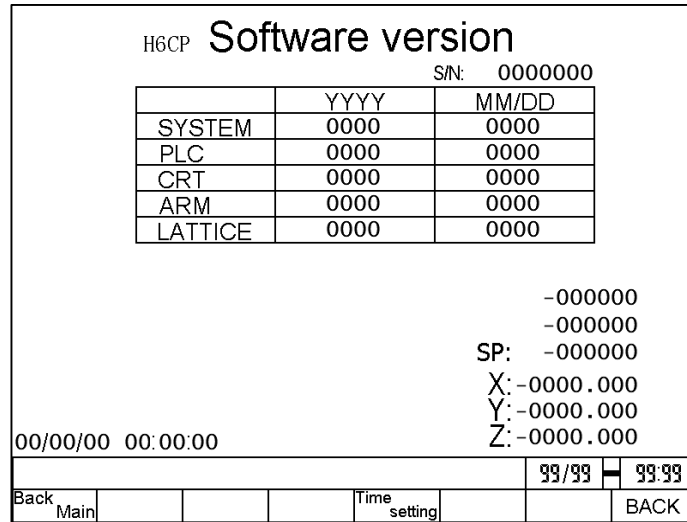 H6CP Software version
S/N: 0000000
YYYY MM/DD
SYSTEM 0000 0000
PLC 0000 0000
CRT 0000 0000
ARM 0000 0000
LATTICE 0000 0000
-000000
-000000
SP: -000000
X:-0000.000
Y:-0000.000
00/00/00 00:00:00 Z:-0000.000
99/99 - 99:99
Back Main Time setting BACK